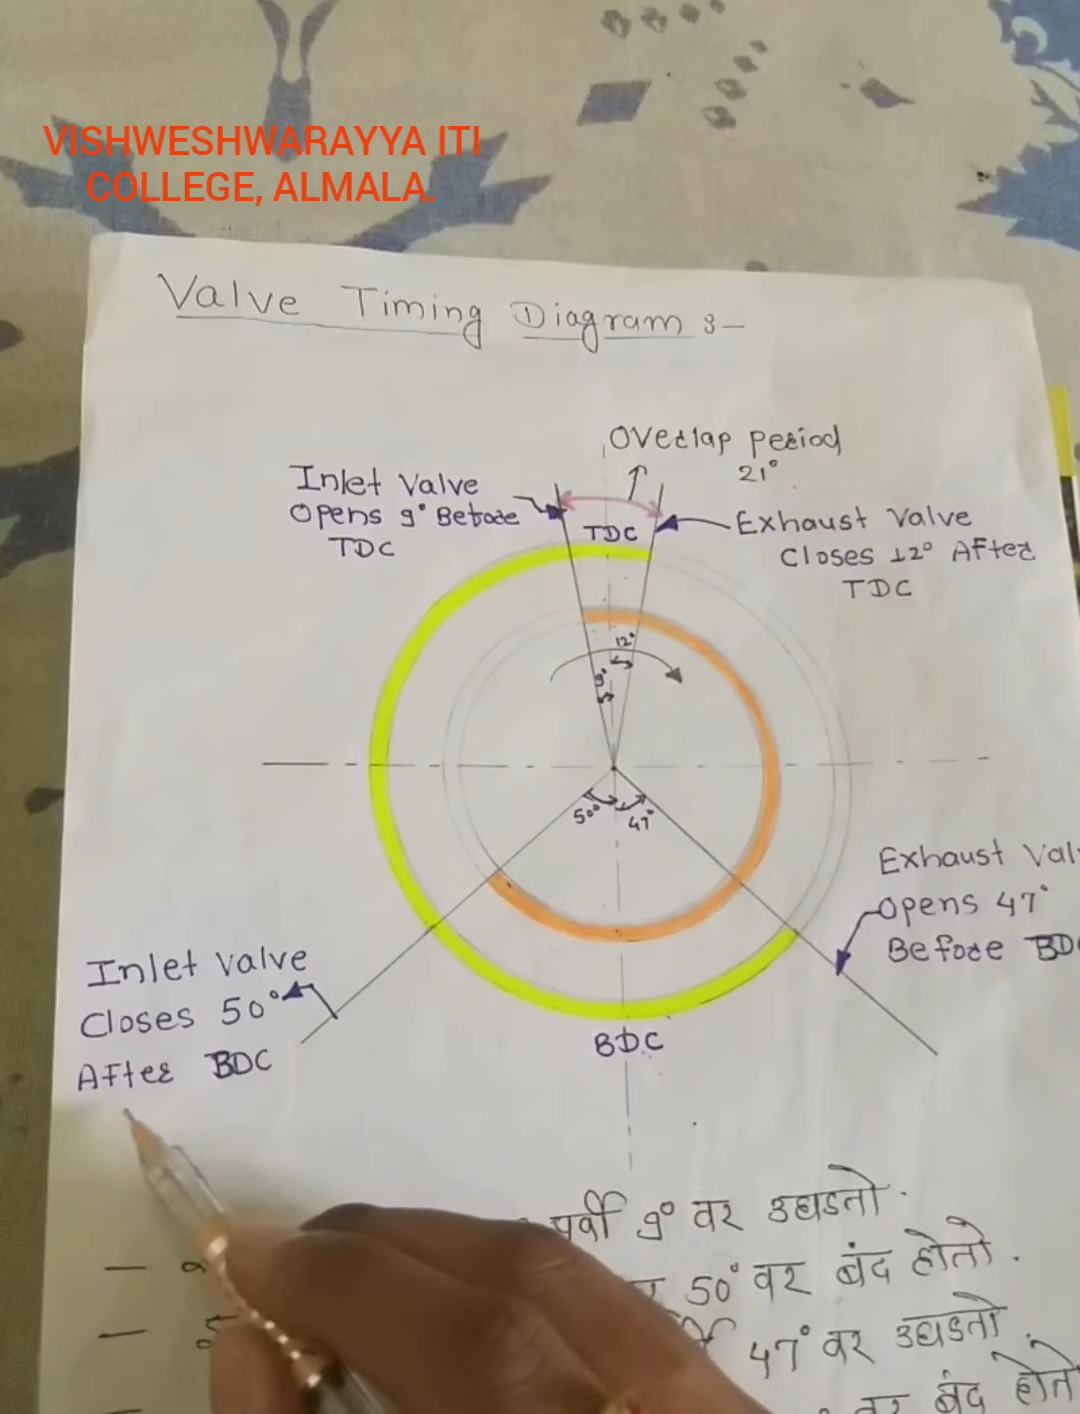 VISHWESHWARAYYA ITI
COLLEGE, ALMALA.
Valve Timing Diagram :-
Overlap period
21°
Inlet Valve
Opens 9° Before
TDC
TDC
Exhaust Valve
Closes 12° After
TDC
12°
9°
50°
47°
Exhaust Val
Opens 47°
Before BDC
Inlet Valve
Closes 50°
After BDC
BDC
पूर्वी 9° वर उघडतो.
50° वर बंद होतो.
47° वर उघडतो.
वर बंद होतो